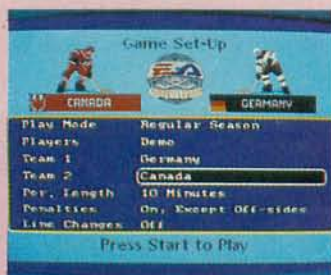 Game Set-Up
CANADA GERMANY
Play Mode Regular Season
Players Demo
Team 1 Germany
Team 2 Canada
Per. Length 10 Minutes
Penalties On, Except Off-sides
Line Changes Off
Press Start to Play